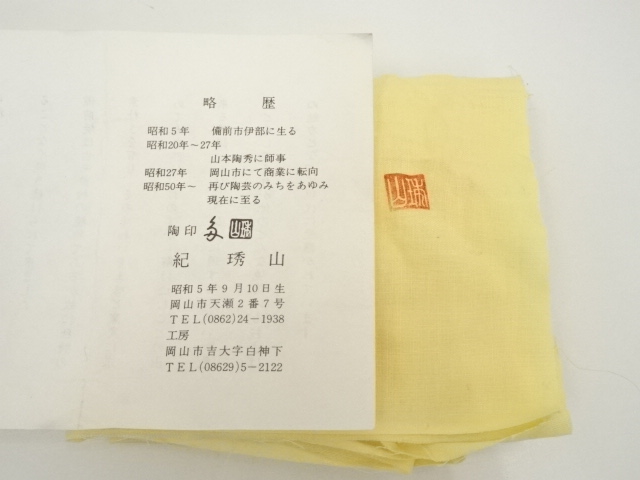 略歴
昭和5年 備前市伊部に生る
昭和20年～27年
山本陶秀に師事
昭和27年 岡山市にて商業に転向
昭和50年～ 再び陶芸のみちをあゆみ
現在に至る
陶印
紀琇山
昭和5年9月10日生
岡山市天瀬2番7号
TEL(0862)24－1938
工房
岡山市吉大字白神下
TEL(08629)5－2122